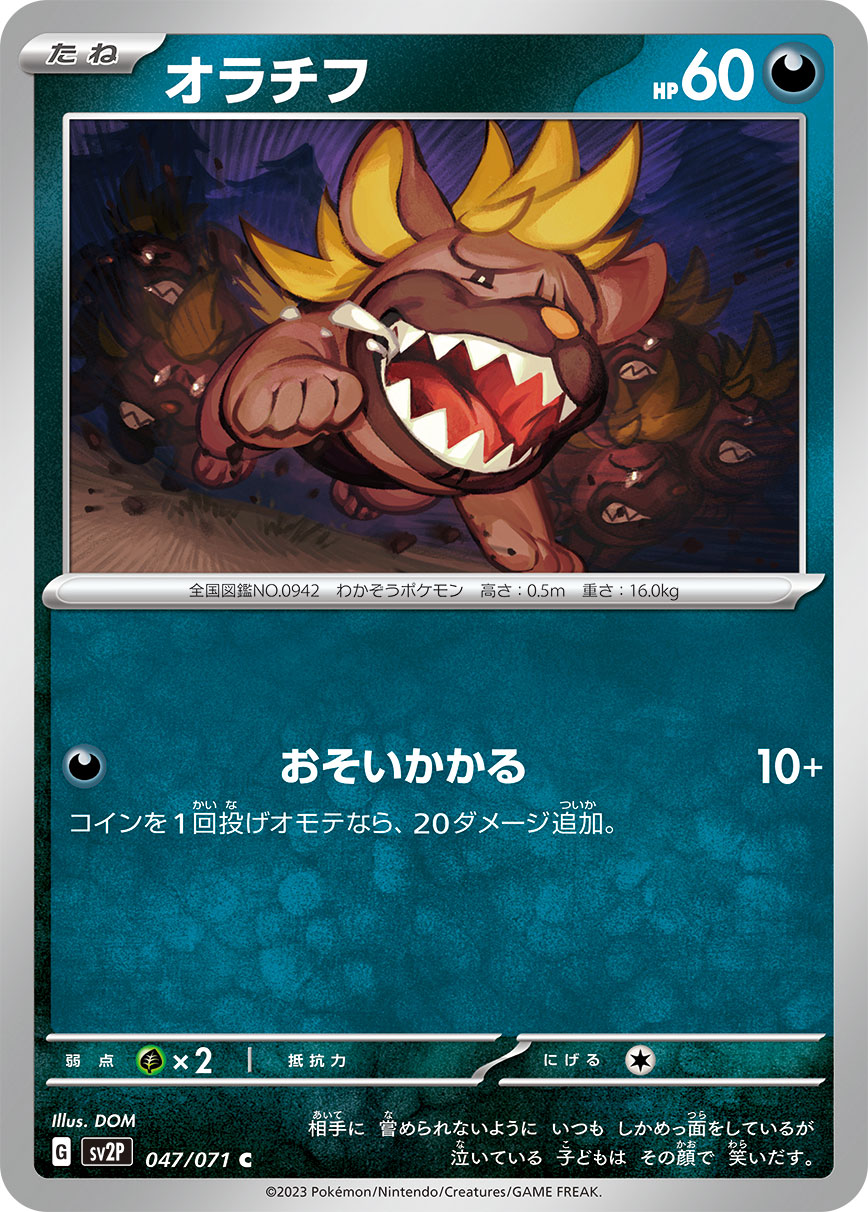 たね オラチフ HP60
全国図鑑NO.0942 わかぞうポケモン 高さ:0.5m 重さ:16.0kg
おそいかかる 10+
コインを1回投げオモテなら、20ダメージ追加。
弱点 ×2 抵抗力 にげる
Illus. DOM
相手に 嘗められないように いつも しかめっ面をしているが
泣いている 子どもは その顔で 笑いだす。
G sv2P 047/071 C
©2023 Pokémon/Nintendo/Creatures/GAME FREAK.